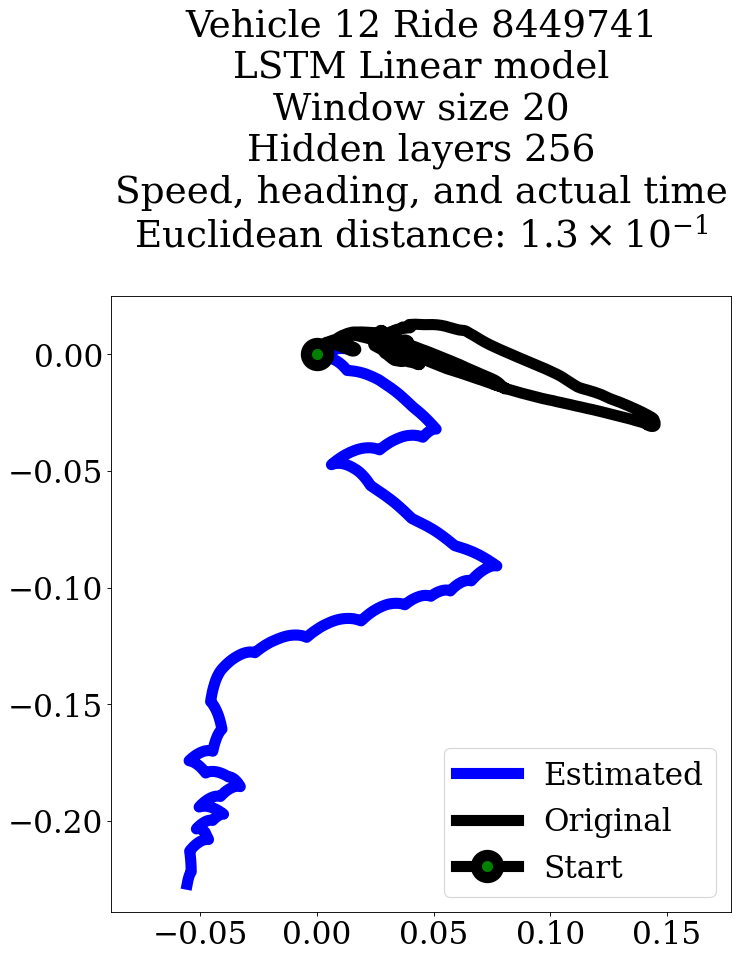 Vehicle 12 Ride 8449741
LSTM Linear model
Window size 20
Hidden layers 256
Speed, heading, and actual time
Euclidean distance: 1.3 × 10⁻¹
0.00
−0.05
−0.10
−0.15
−0.20
Estimated
Original
Start
−0.05 0.00 0.05 0.10 0.15